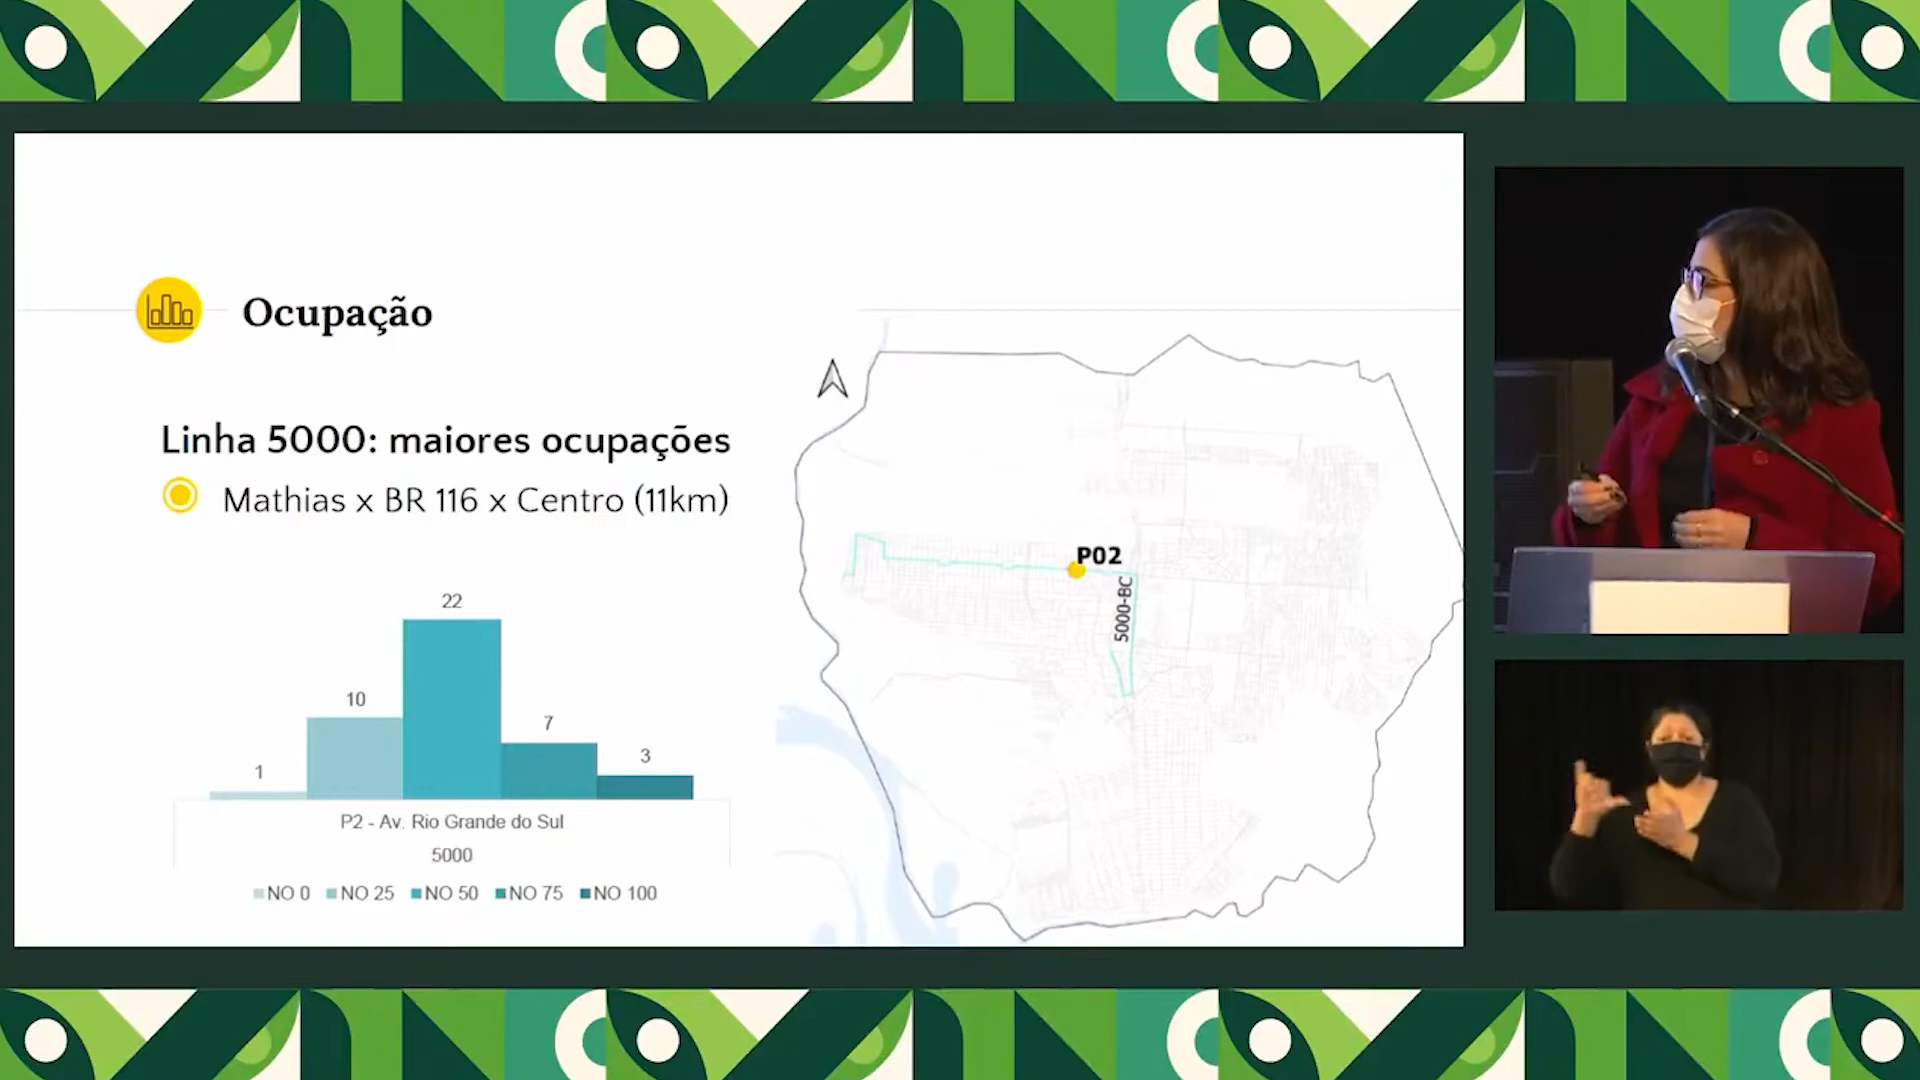 Ocupação
Linha 5000: maiores ocupações
Mathias x BR 116 x Centro (11km)
22
10
7
3
1
P2 - Av. Rio Grande do Sul
5000
NO 0 NO 25 NO 50 NO 75 NO 100
P02
5000-BC